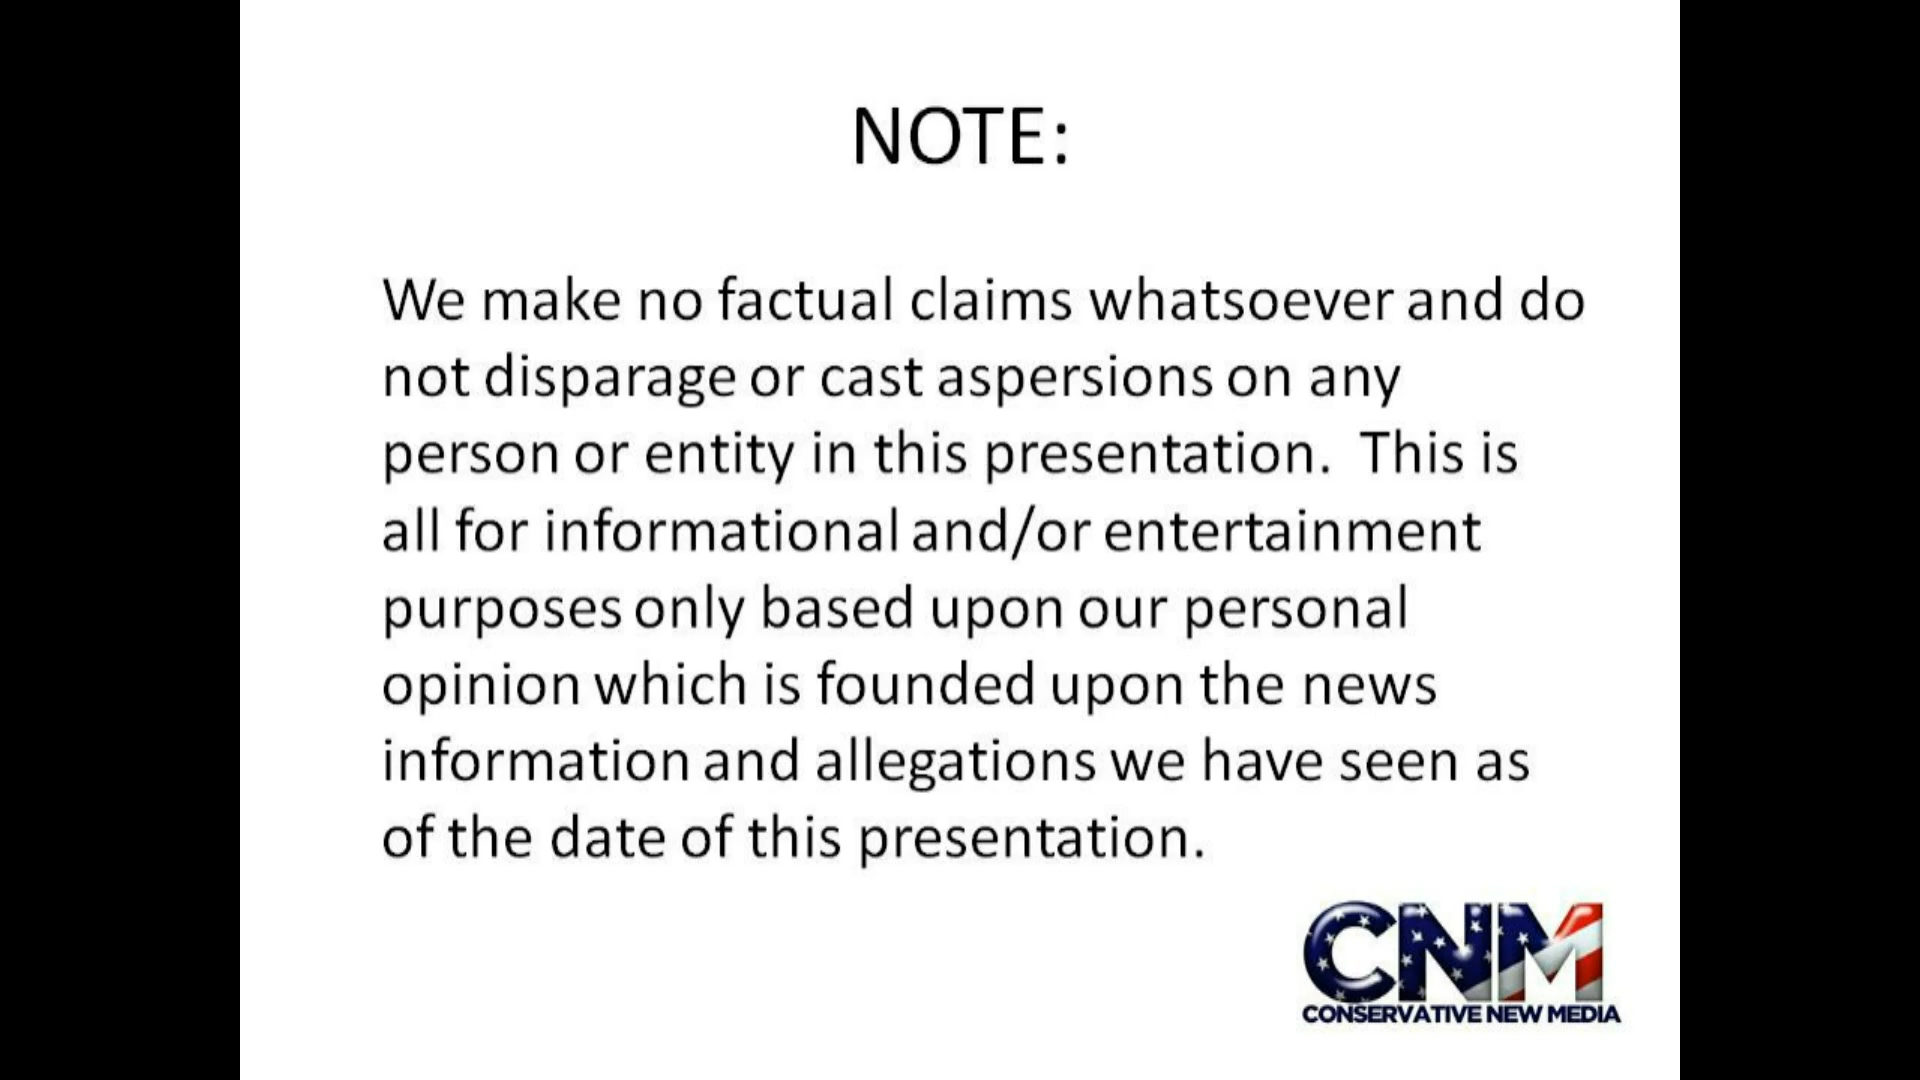 NOTE:
We make no factual claims whatsoever and do
not disparage or cast aspersions on any
person or entity in this presentation.  This is
all for informational and/or entertainment
purposes only based upon our personal
opinion which is founded upon the news
information and allegations we have seen as
of the date of this presentation.
CNM
CONSERVATIVE NEW MEDIA